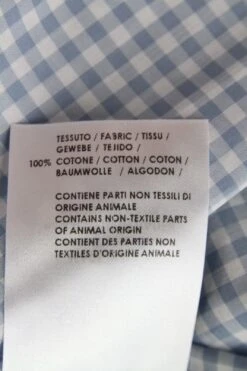 TESSUTO / FABRIC / TISSU /
GEWEBE / TEJIDO /
100% COTONE / COTTON / COTON /
BAUMWOLLE / ALGODON /
CONTIENE PARTI NON TESSILI DI
ORIGINE ANIMALE
CONTAINS NON-TEXTILE PARTS
OF ANIMAL ORIGIN
CONTIENT DES PARTIES NON
TEXTILES D'ORIGINE ANIMALE